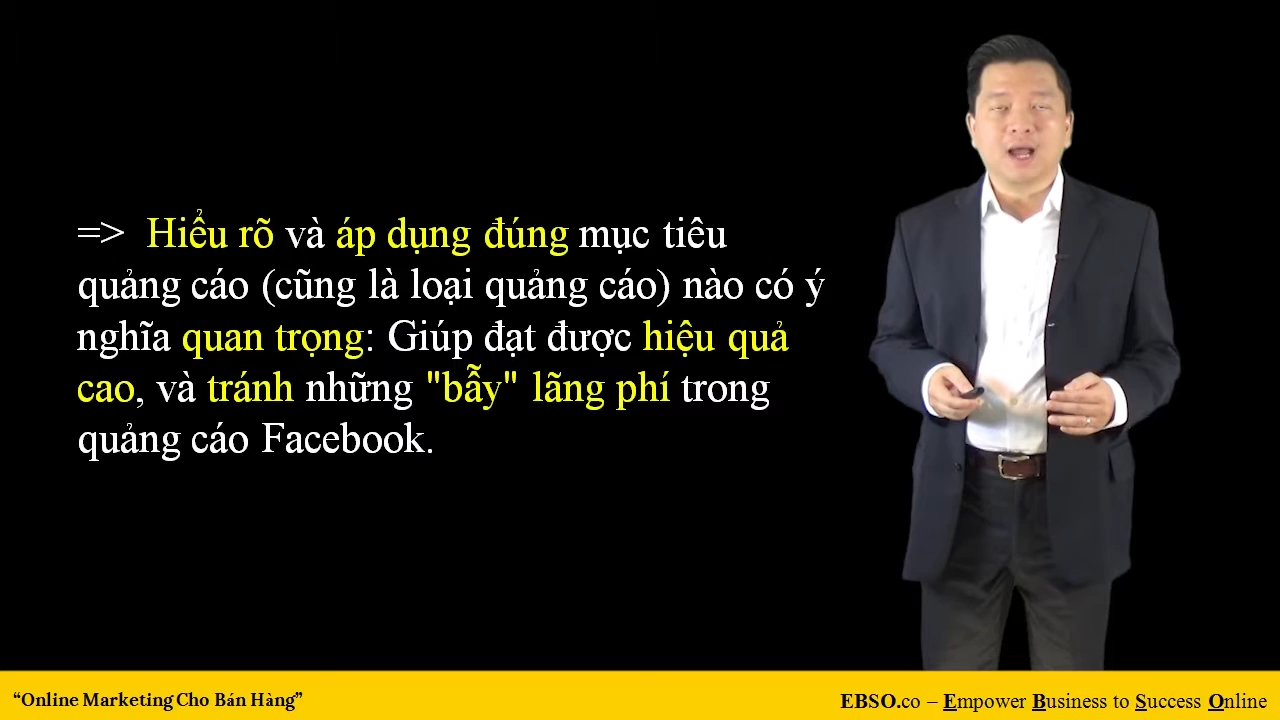 => Hiểu rõ và áp dụng đúng mục tiêu
quảng cáo (cũng là loại quảng cáo) nào có ý
nghĩa quan trọng: Giúp đạt được hiệu quả
cao, và tránh những "bẫy" lãng phí trong
quảng cáo Facebook.
“Online Marketing Cho Bán Hàng”
EBSO.co – Empower Business to Success Online